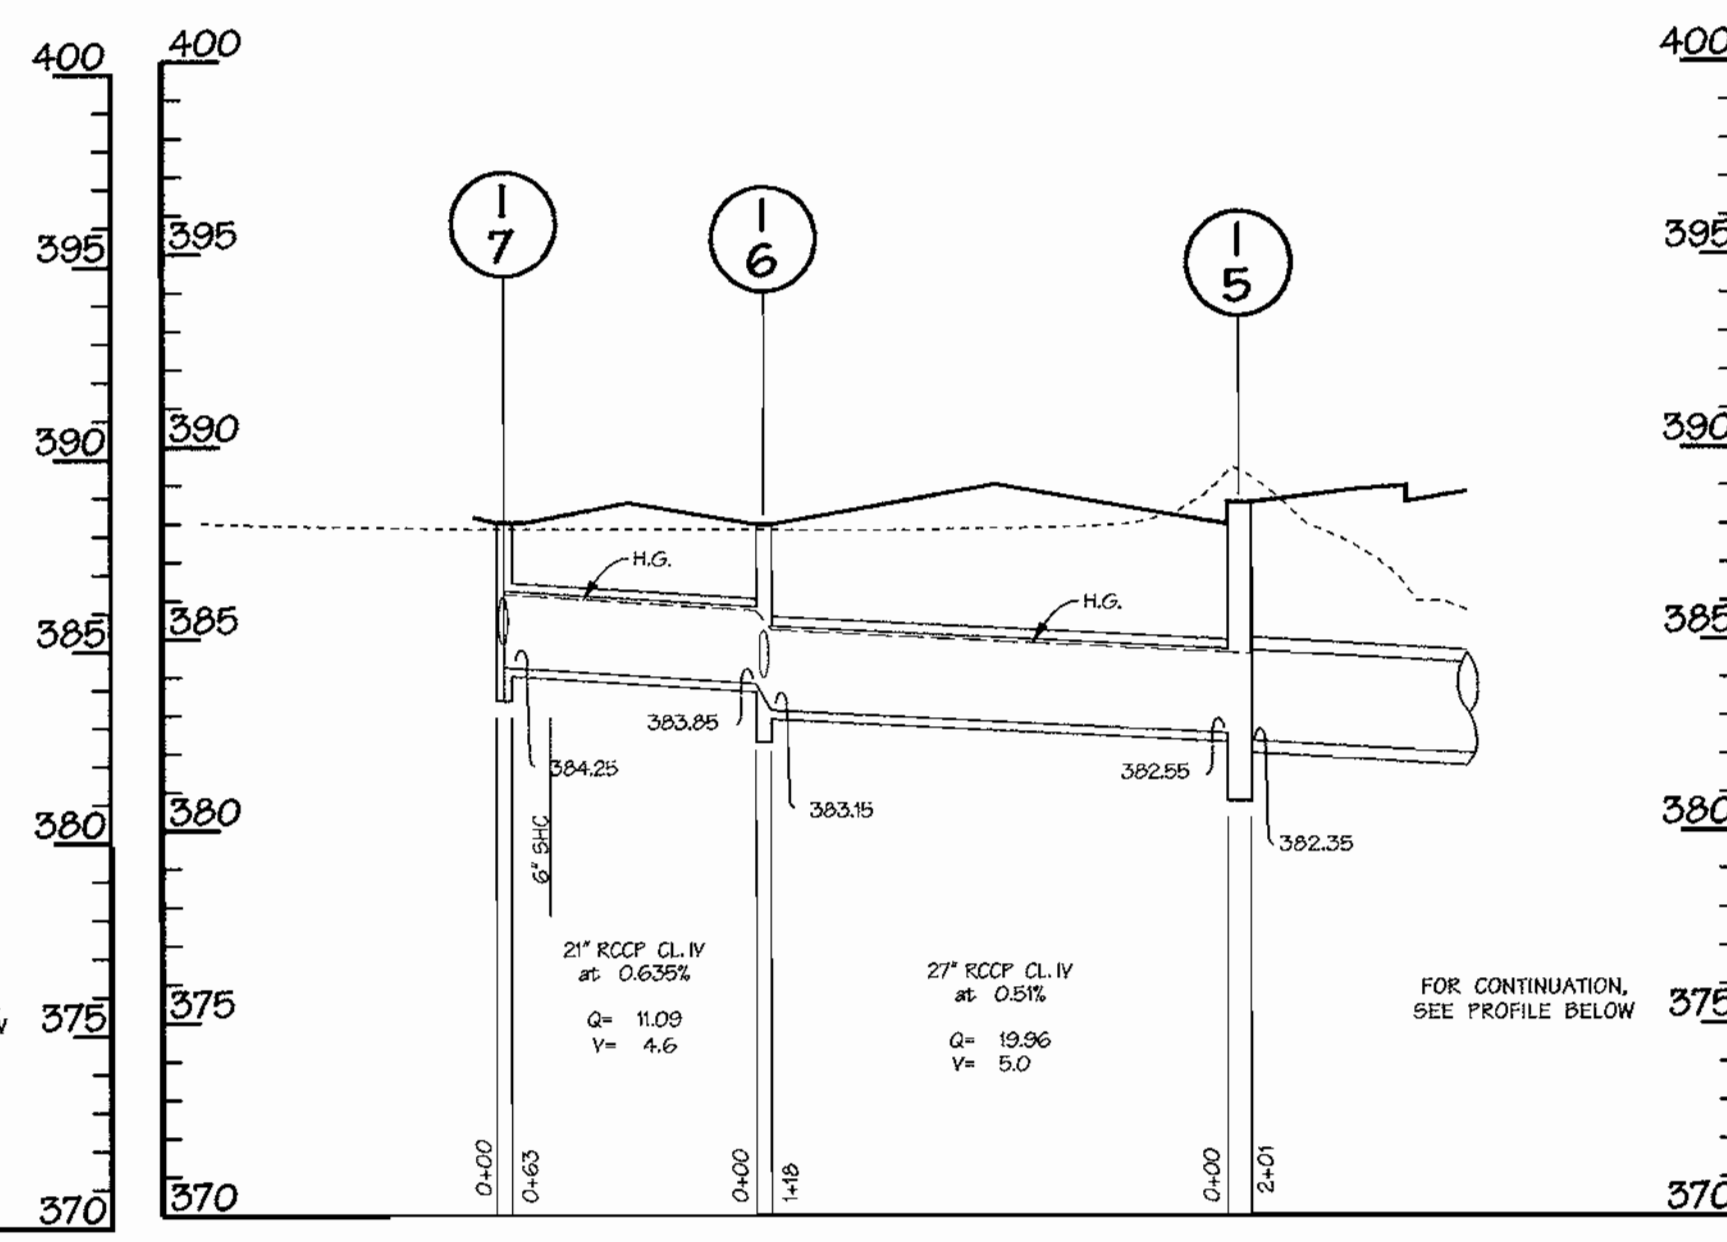 400
395
390
385
380
375
370
400
395
390
385
380
375
370
I
7
I
6
I
5
H.G.
H.G.
384.25
383.85
383.15
382.55
382.35
6" SHC
21" RCCP CL. IV
at 0.635%
Q= 11.09
V= 4.6
27" RCCP CL. IV
at 0.51%
Q= 19.96
V= 5.0
FOR CONTINUATION,
SEE PROFILE BELOW
0+00
0+63
0+00
1+18
0+00
2+01
400
395
390
385
380
375
370